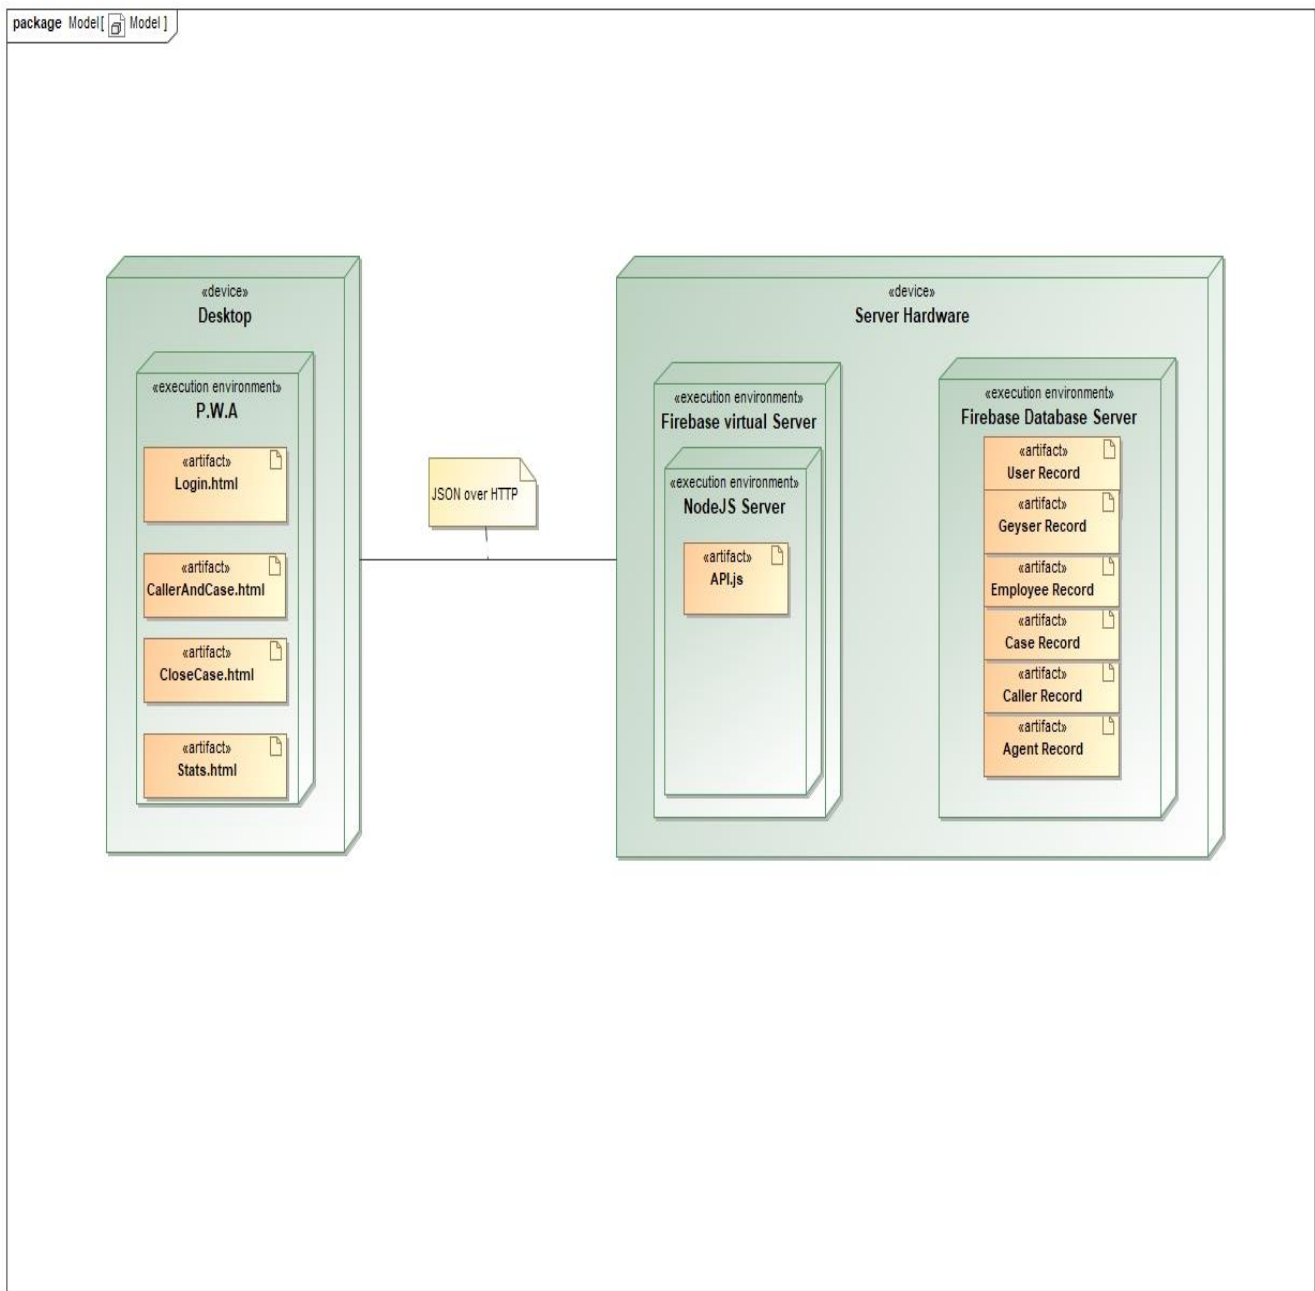 package Model[ Model ]
«device»
Desktop
«execution environment»
P.W.A
«artifact»
Login.html
«artifact»
CallerAndCase.html
«artifact»
CloseCase.html
«artifact»
Stats.html
JSON over HTTP
«device»
Server Hardware
«execution environment»
Firebase virtual Server
«execution environment»
NodeJS Server
«artifact»
API.js
«execution environment»
Firebase Database Server
«artifact»
User Record
«artifact»
Geyser Record
«artifact»
Employee Record
«artifact»
Case Record
«artifact»
Caller Record
«artifact»
Agent Record